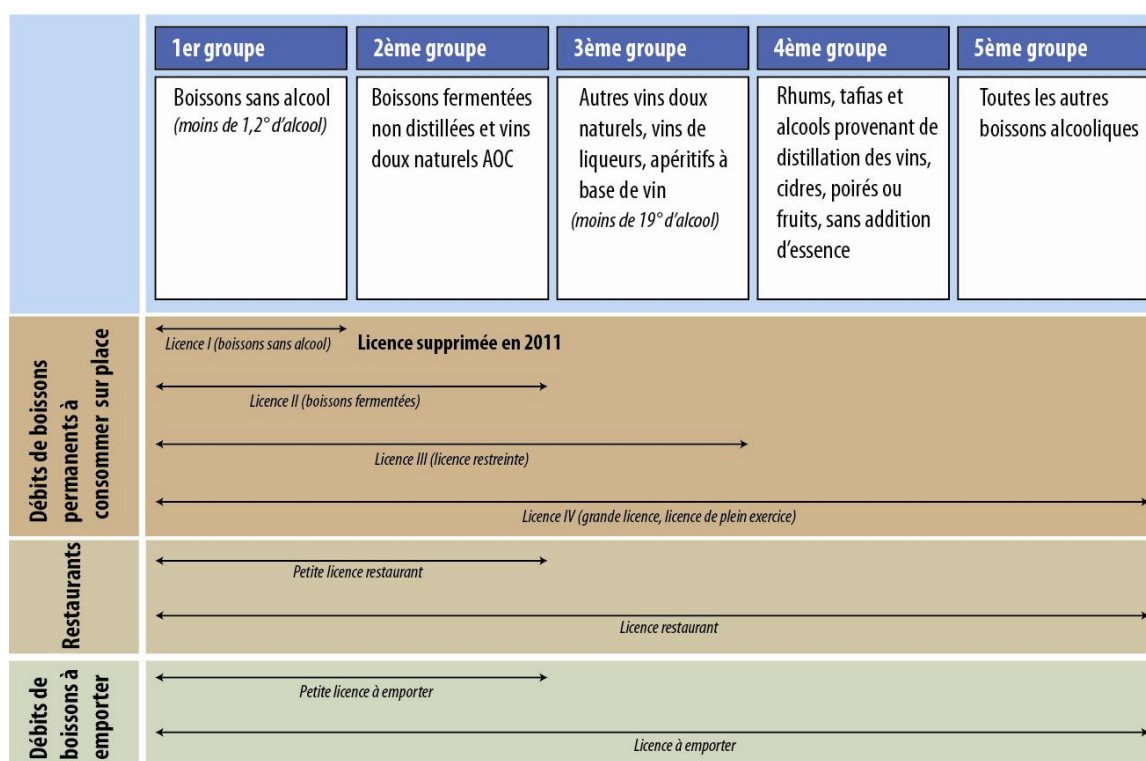 1er groupe
Boissons sans alcool
(moins de 1,2° d'alcool)
2ème groupe
Boissons fermentées
non distillées et vins
doux naturels AOC
3ème groupe
Autres vins doux
naturels, vins de
liqueurs, apéritifs à
base de vin
(moins de 19° d'alcool)
4ème groupe
Rhums, tafias et
alcools provenant de
distillation des vins,
cidres, poirés ou
fruits, sans addition
d'essence
5ème groupe
Toutes les autres
boissons alcooliques
Débits de boissons
permanents à
consommer sur place
Licence I (boissons sans alcool)
Licence supprimée en 2011
Licence II (boissons fermentées)
Licence III (licence restreinte)
Licence IV (grande licence, licence de plein exercice)
Restaurants
Petite licence restaurant
Licence restaurant
Débits de
boissons à
emporter
Petite licence à emporter
Licence à emporter